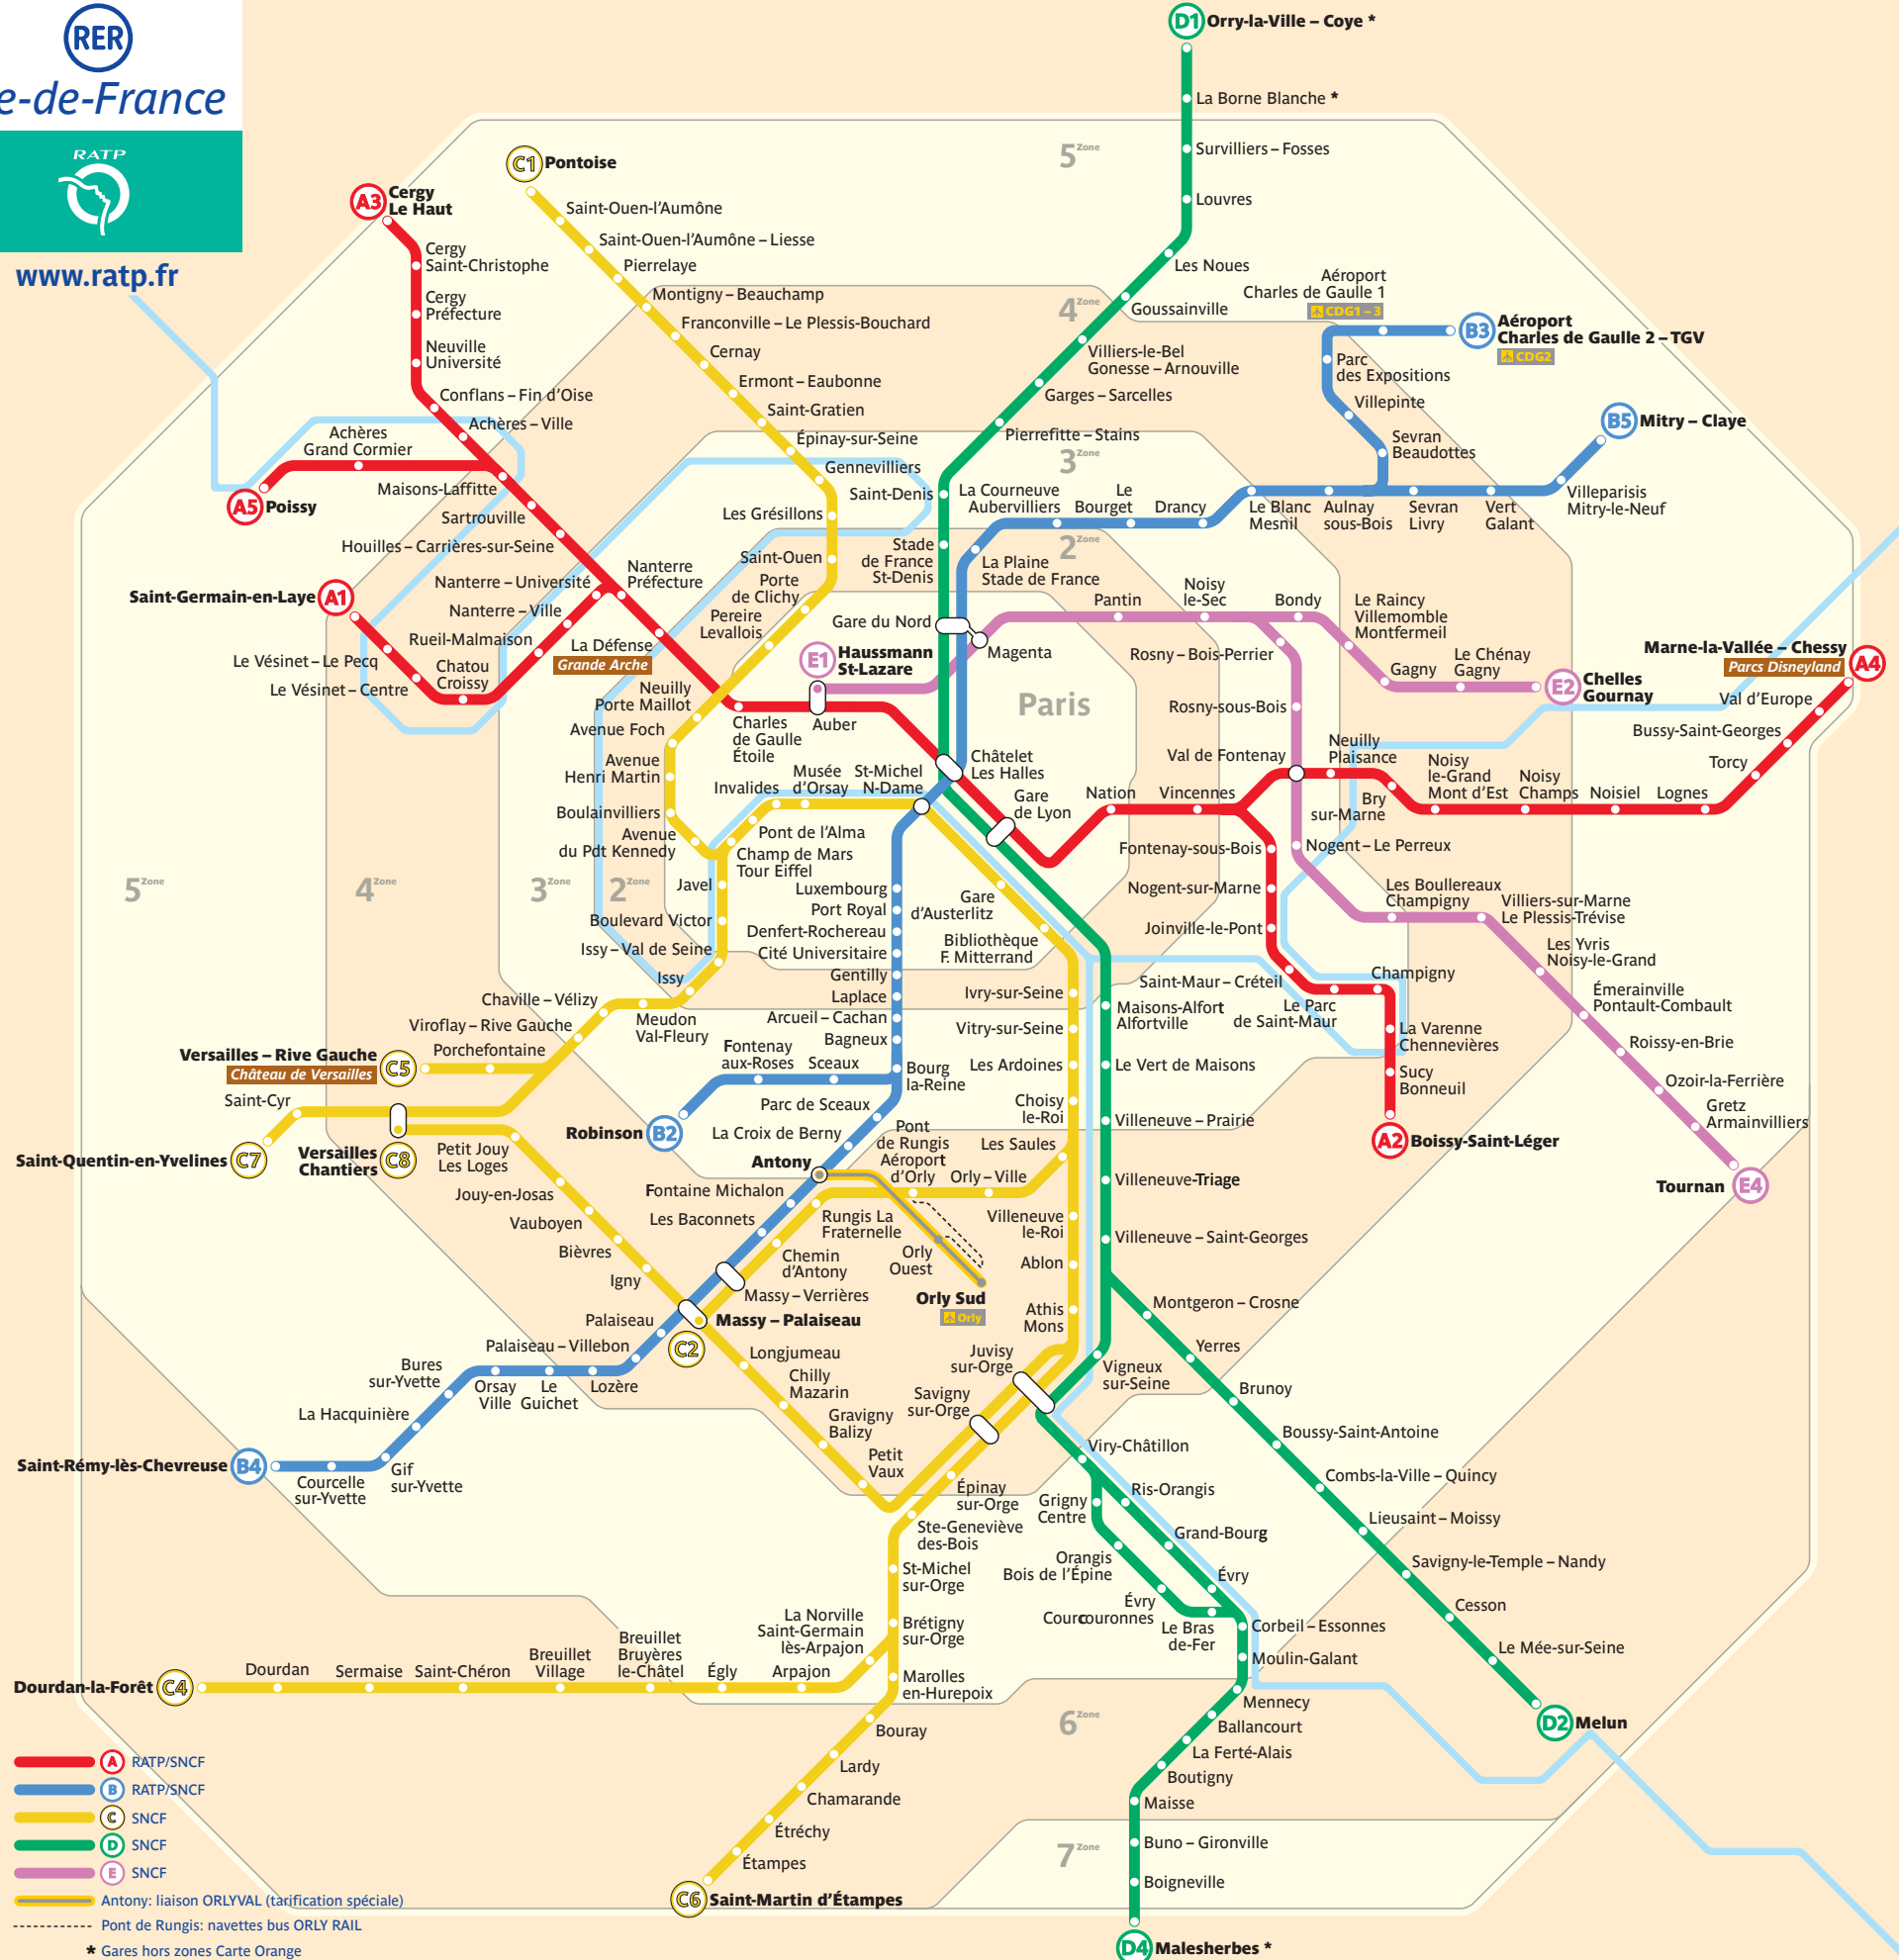 RER
e-de-France
RATP
www.ratp.fr
D1 Orry-la-Ville – Coye *
La Borne Blanche *
Survilliers – Fosses
Louvres
Les Noues
Goussainville
Villiers-le-Bel
Gonesse – Arnouville
Garges – Sarcelles
Pierrefitte – Stains
Saint-Denis
Stade
de France
St-Denis
5 Zone
4 Zone
3 Zone
2 Zone
Paris
C1 Pontoise
Saint-Ouen-l'Aumône
Saint-Ouen-l'Aumône – Liesse
Pierrelaye
Montigny – Beauchamp
Franconville – Le Plessis-Bouchard
Cernay
Ermont – Eaubonne
Saint-Gratien
Épinay-sur-Seine
Gennevilliers
Les Grésillons
Saint-Ouen
Porte
de Clichy
Pereire
Levallois
Neuilly
Porte Maillot
Avenue Foch
Avenue
Henri Martin
Boulainvilliers
Avenue
du Pdt Kennedy
A3 Cergy
Le Haut
Cergy
Saint-Christophe
Cergy
Préfecture
Neuville
Université
Conflans – Fin d'Oise
Achères – Ville
Achères
Grand Cormier
A5 Poissy
Maisons-Laffitte
Sartrouville
Houilles – Carrières-sur-Seine
Nanterre – Université
Nanterre
Préfecture
Nanterre – Ville
Rueil-Malmaison
Chatou
Croissy
Le Vésinet – Centre
Le Vésinet – Le Pecq
Saint-Germain-en-Laye A1
La Défense
Grande Arche
Charles
de Gaulle
Étoile
Auber
E1 Haussmann
St-Lazare
Gare du Nord
Magenta
Châtelet
Les Halles
Gare
de Lyon
Nation
Vincennes
Aéroport
Charles de Gaulle 1
CDG1 – 3
B3 Aéroport
Charles de Gaulle 2 – TGV
CDG2
Parc
des Expositions
Villepinte
Sevran
Beaudottes
B5 Mitry – Claye
Villeparisis
Mitry-le-Neuf
Vert
Galant
Sevran
Livry
Aulnay
sous-Bois
Le Blanc
Mesnil
Drancy
Le
Bourget
La Courneuve
Aubervilliers
La Plaine
Stade de France
Pantin
Noisy
le-Sec
Bondy
Le Raincy
Villemomble
Montfermeil
Gagny
Le Chénay
Gagny
E2 Chelles
Gournay
Rosny – Bois-Perrier
Rosny-sous-Bois
Val de Fontenay
Marne-la-Vallée – Chessy A4
Parcs Disneyland
Val d'Europe
Bussy-Saint-Georges
Torcy
Lognes
Noisiel
Noisy
Champs
Noisy
le-Grand
Mont d'Est
Bry
sur-Marne
Neuilly
Plaisance
Nogent – Le Perreux
Les Boullereaux
Champigny
Villiers-sur-Marne
Le Plessis-Trévise
Les Yvris
Noisy-le-Grand
Émerainville
Pontault-Combault
Roissy-en-Brie
Ozoir-la-Ferrière
Gretz
Armainvilliers
Tournan E4
Fontenay-sous-Bois
Nogent-sur-Marne
Joinville-le-Pont
Saint-Maur – Créteil
Le Parc
de Saint-Maur
Champigny
La Varenne
Chennevières
Sucy
Bonneuil
A2 Boissy-Saint-Léger
Invalides
Musée
d'Orsay
St-Michel
N-Dame
Pont de l'Alma
Champ de Mars
Tour Eiffel
Javel
Boulevard Victor
Issy – Val de Seine
Issy
Meudon
Val-Fleury
Chaville – Vélizy
Viroflay – Rive Gauche
Porchefontaine
Versailles – Rive Gauche C5
Château de Versailles
Saint-Cyr
Saint-Quentin-en-Yvelines C7
Versailles
Chantiers C8
Petit Jouy
Les Loges
Jouy-en-Josas
Vauboyen
Bièvres
Igny
5 Zone
4 Zone
3 Zone
2 Zone
Luxembourg
Port Royal
Denfert-Rochereau
Cité Universitaire
Gentilly
Laplace
Arcueil – Cachan
Bagneux
Bourg
la-Reine
Fontenay
aux-Roses
Sceaux
Robinson B2
Parc de Sceaux
La Croix de Berny
Antony
Fontaine Michalon
Les Baconnets
Massy – Verrières
Massy – Palaiseau
C2
Palaiseau
Palaiseau – Villebon
Lozère
Le
Guichet
Orsay
Ville
Bures
sur-Yvette
La Hacquinière
Gif
sur-Yvette
Courcelle
sur-Yvette
Saint-Rémy-lès-Chevreuse B4
Gare
d'Austerlitz
Bibliothèque
F. Mitterrand
Ivry-sur-Seine
Vitry-sur-Seine
Les Ardoines
Choisy
le-Roi
Les Saules
Orly – Ville
Pont
de Rungis
Aéroport
d'Orly
Rungis La
Fraternelle
Chemin
d'Antony
Orly
Ouest
Orly Sud
Orly
Villeneuve
le-Roi
Ablon
Athis
Mons
Juvisy
sur-Orge
Savigny
sur-Orge
Maisons-Alfort
Alfortville
Le Vert de Maisons
Villeneuve – Prairie
Villeneuve-Triage
Villeneuve – Saint-Georges
Montgeron – Crosne
Yerres
Brunoy
Boussy-Saint-Antoine
Combs-la-Ville – Quincy
Lieusaint – Moissy
Savigny-le-Temple – Nandy
Cesson
Le Mée-sur-Seine
D2 Melun
Vigneux
sur-Seine
Viry-Châtillon
Ris-Orangis
Grand-Bourg
Évry
Grigny
Centre
Orangis
Bois de l'Épine
Évry
Courcouronnes
Le Bras
de-Fer
Corbeil – Essonnes
Moulin-Galant
Mennecy
Ballancourt
La Ferté-Alais
Boutigny
Maisse
Buno – Gironville
Boigneville
D4 Malesherbes *
6 Zone
7 Zone
Longjumeau
Chilly
Mazarin
Gravigny
Balizy
Petit
Vaux
Épinay
sur-Orge
Ste-Geneviève
des-Bois
St-Michel
sur-Orge
Brétigny
sur-Orge
Marolles
en-Hurepoix
Bouray
Lardy
Chamarande
Étréchy
Étampes
C6 Saint-Martin d'Étampes
La Norville
Saint-Germain
lès-Arpajon
Arpajon
Égly
Breuillet
Bruyères
le-Châtel
Breuillet
Village
Saint-Chéron
Sermaise
Dourdan
Dourdan-la-Forêt C4
A RATP/SNCF
B RATP/SNCF
C SNCF
D SNCF
E SNCF
Antony: liaison ORLYVAL (tarification spéciale)
Pont de Rungis: navettes bus ORLY RAIL
* Gares hors zones Carte Orange